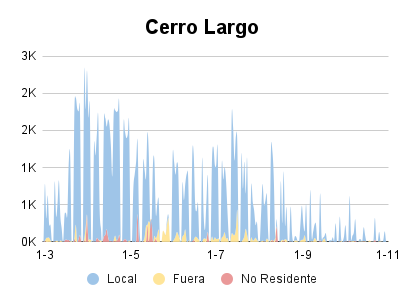 Cerro Largo
3K
2K
2K
1K
1K
0K
1-3 1-5 1-7 1-9 1-11
Local Fuera No Residente